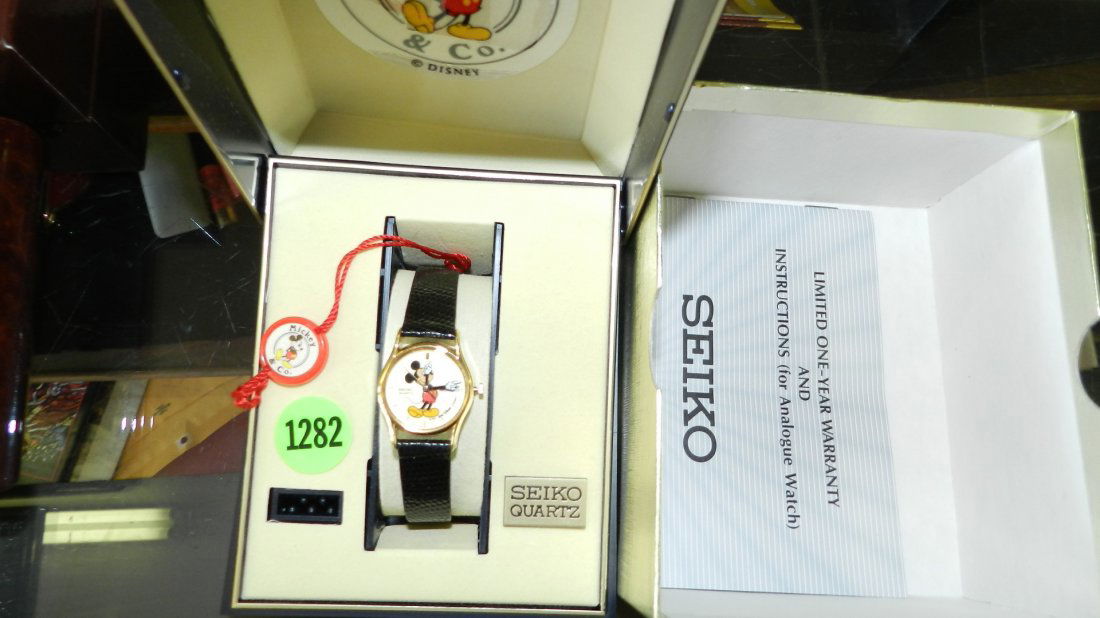 & Co.
© DISNEY
Mickey
& Co.
1282
SEIKO
QUARTZ
LIMITED ONE-YEAR WARRANTY
AND
INSTRUCTIONS (for Analogue Watch)
SEIKO